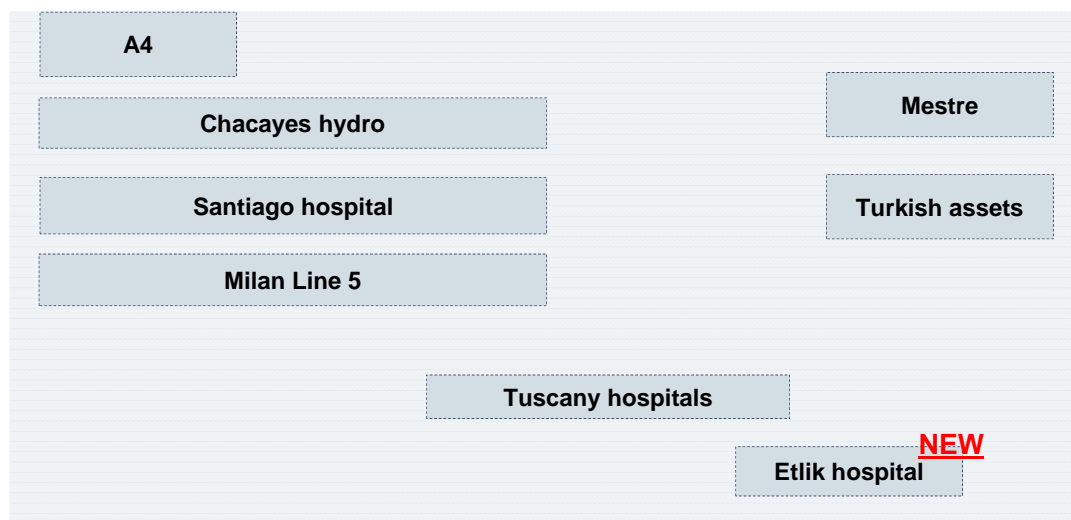 A4
Chacayes hydro
Mestre
Santiago hospital
Turkish assets
Milan Line 5
Tuscany hospitals
NEW
Etlik hospital